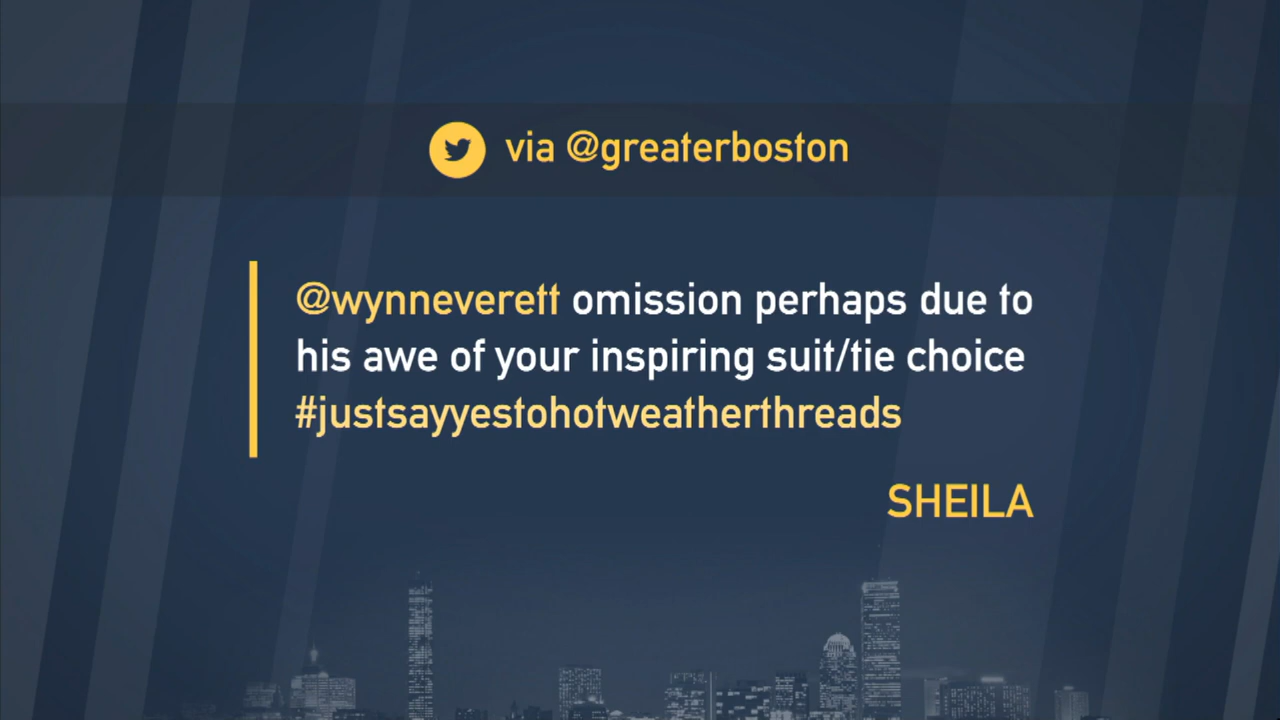 via @greaterboston
@wynneverett omission perhaps due to
his awe of your inspiring suit/tie choice
#justsayyestohotweatherthreads
SHEILA